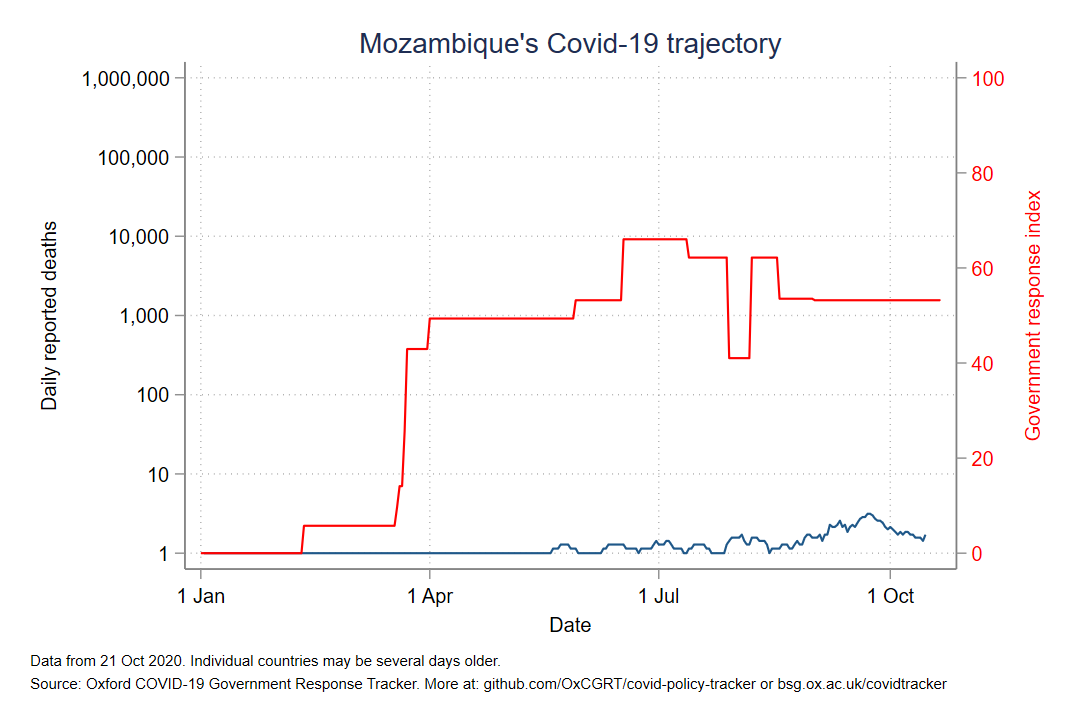 Mozambique's Covid-19 trajectory
1,000,000
100,000
10,000
1,000
100
10
1
Daily reported deaths
100
80
60
40
20
0
Government response index
1 Jan
1 Apr
1 Jul
1 Oct
Date
Data from 21 Oct 2020. Individual countries may be several days older.
Source: Oxford COVID-19 Government Response Tracker. More at: github.com/OxCGRT/covid-policy-tracker or bsg.ox.ac.uk/covidtracker